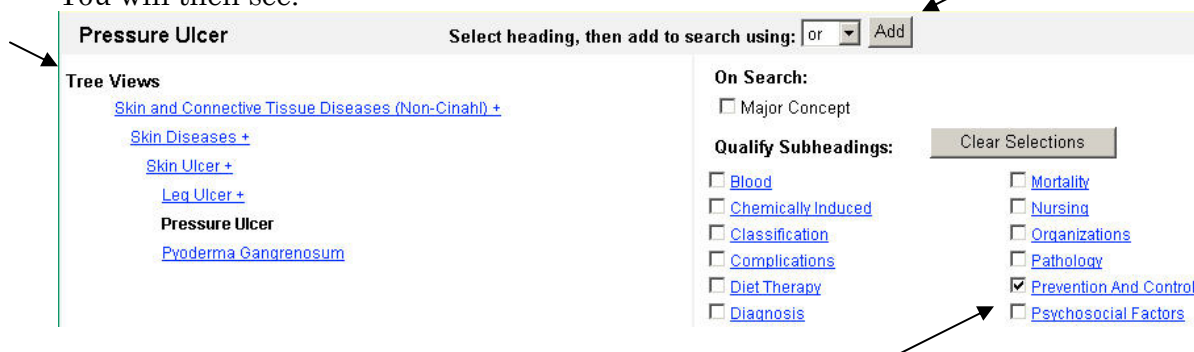 You will then see:
Pressure Ulcer Select heading, then add to search using: or Add
Tree Views
Skin and Connective Tissue Diseases (Non-Cinahl) +
Skin Diseases +
Skin Ulcer +
Leg Ulcer +
Pressure Ulcer
Pyoderma Gangrenosum
On Search:
Major Concept
Qualify Subheadings: Clear Selections
Blood Mortality
Chemically Induced Nursing
Classification Organizations
Complications Pathology
Diet Therapy Prevention And Control
Diagnosis Psychosocial Factors